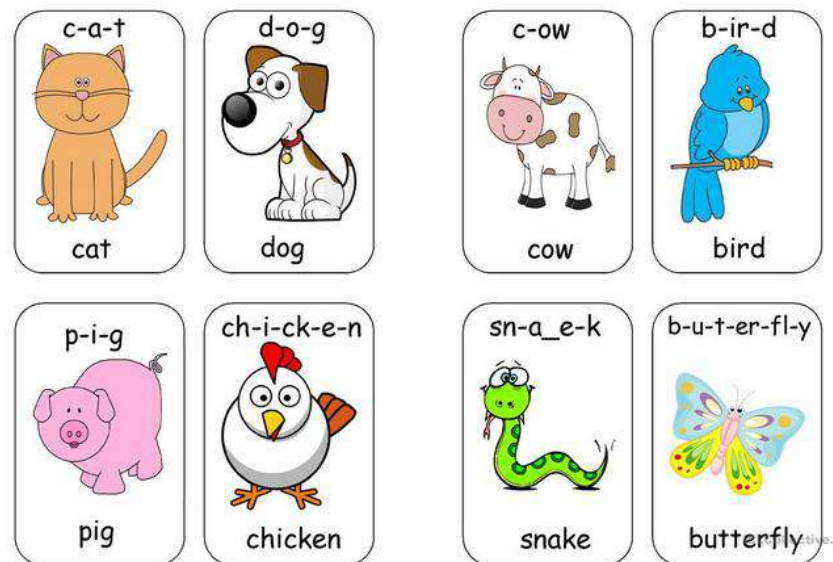 c-a-t
cat
d-o-g
dog
c-ow
cow
b-ir-d
bird
p-i-g
pig
ch-i-ck-e-n
chicken
sn-a_e-k
snake
b-u-t-er-fl-y
butterfly